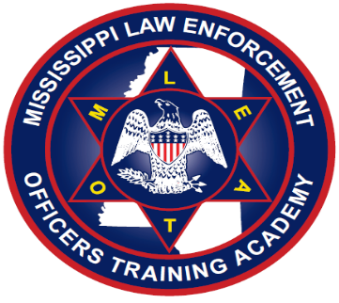 MISSISSIPPI LAW ENFORCEMENT
OFFICERS TRAINING ACADEMY
M L E O T A